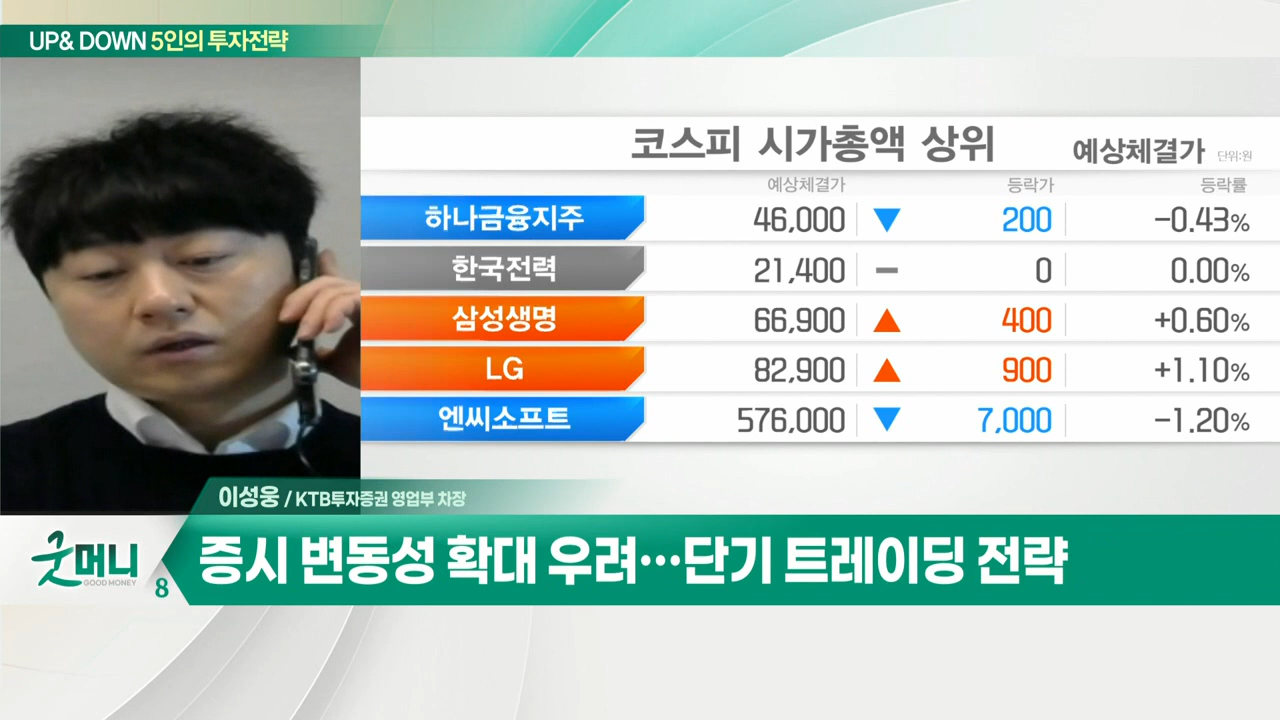 UP& DOWN 5인의 투자전략
코스피 시가총액 상위 예상체결가 단위:원
예상체결가 등락가 등락률
하나금융지주 46,000 ▼ 200 -0.43%
한국전력 21,400 - 0 0.00%
삼성생명 66,900 ▲ 400 +0.60%
LG 82,900 ▲ 900 +1.10%
엔씨소프트 576,000 ▼ 7,000 -1.20%
이성웅 / KTB투자증권 영업부 차장
굿머니 GOOD MONEY 8
증시 변동성 확대 우려…단기 트레이딩 전략